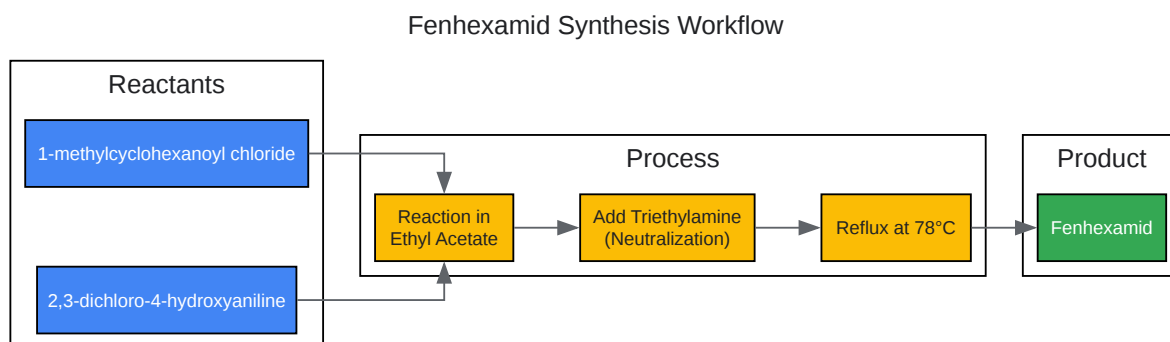 Fenhexamid Synthesis Workflow
Reactants
1-methylcyclohexanoyl chloride
2,3-dichloro-4-hydroxyaniline
Process
Reaction in
Ethyl Acetate
Add Triethylamine
(Neutralization)
Reflux at 78°C
Product
Fenhexamid